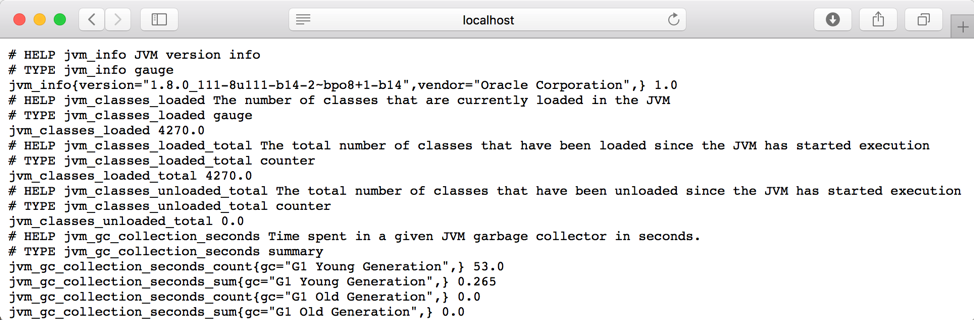 localhost
# HELP jvm_info JVM version info
# TYPE jvm_info gauge
jvm_info{version="1.8.0_111-8u111-b14-2~bpo8+1-b14",vendor="Oracle Corporation",} 1.0
# HELP jvm_classes_loaded The number of classes that are currently loaded in the JVM
# TYPE jvm_classes_loaded gauge
jvm_classes_loaded 4270.0
# HELP jvm_classes_loaded_total The total number of classes that have been loaded since the JVM has started execution
# TYPE jvm_classes_loaded_total counter
jvm_classes_loaded_total 4270.0
# HELP jvm_classes_unloaded_total The total number of classes that have been unloaded since the JVM has started execution
# TYPE jvm_classes_unloaded_total counter
jvm_classes_unloaded_total 0.0
# HELP jvm_gc_collection_seconds Time spent in a given JVM garbage collector in seconds.
# TYPE jvm_gc_collection_seconds summary
jvm_gc_collection_seconds_count{gc="G1 Young Generation",} 53.0
jvm_gc_collection_seconds_sum{gc="G1 Young Generation",} 0.265
jvm_gc_collection_seconds_count{gc="G1 Old Generation",} 0.0
jvm_gc_collection_seconds_sum{gc="G1 Old Generation",} 0.0